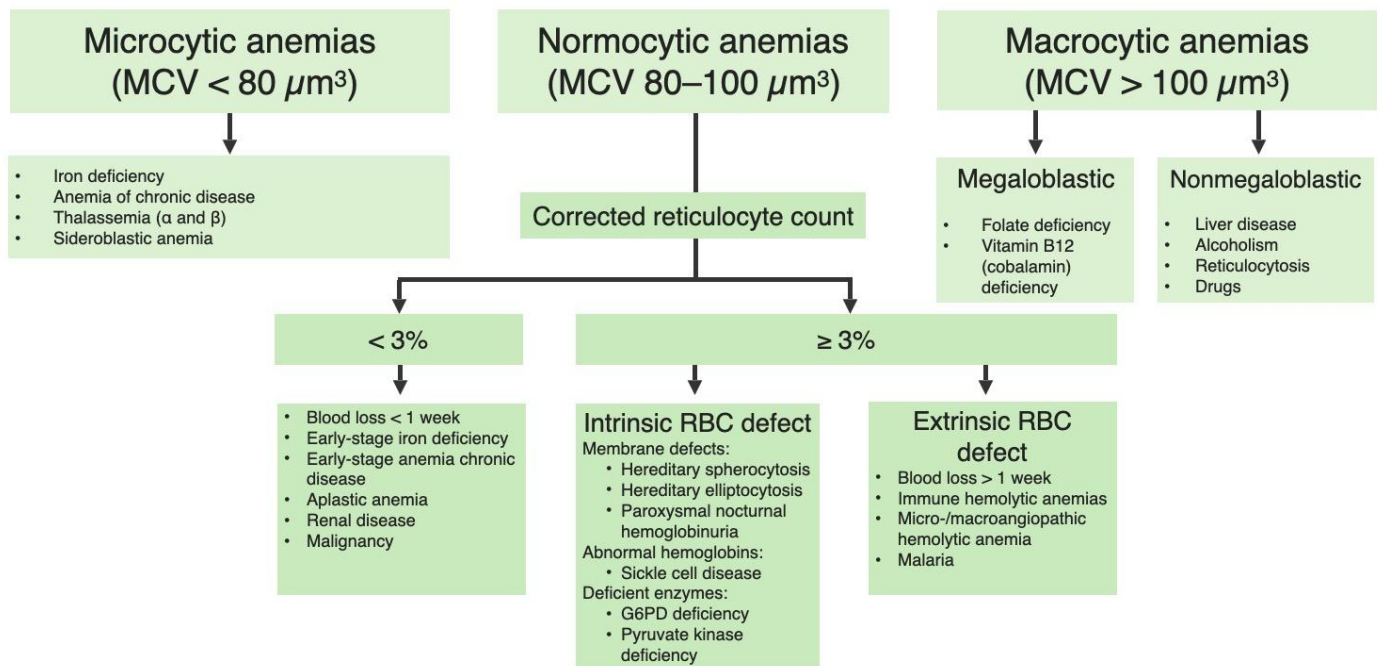 Microcytic anemias
(MCV < 80 µm³)
Normocytic anemias
(MCV 80–100 µm³)
Macrocytic anemias
(MCV > 100 µm³)
• Iron deficiency
• Anemia of chronic disease
• Thalassemia (α and β)
• Sideroblastic anemia
Corrected reticulocyte count
Megaloblastic
• Folate deficiency
• Vitamin B12
(cobalamin)
deficiency
Nonmegaloblastic
• Liver disease
• Alcoholism
• Reticulocytosis
• Drugs
< 3%
≥ 3%
• Blood loss < 1 week
• Early-stage iron deficiency
• Early-stage anemia chronic
disease
• Aplastic anemia
• Renal disease
• Malignancy
Intrinsic RBC defect
Membrane defects:
• Hereditary spherocytosis
• Hereditary elliptocytosis
• Paroxysmal nocturnal
hemoglobinuria
Abnormal hemoglobins:
• Sickle cell disease
Deficient enzymes:
• G6PD deficiency
• Pyruvate kinase
deficiency
Extrinsic RBC
defect
• Blood loss > 1 week
• Immune hemolytic anemias
• Micro-/macroangiopathic
hemolytic anemia
• Malaria